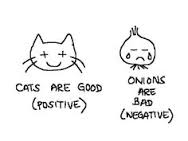 CATS ARE GOOD
(POSITIVE)
ONIONS
ARE
BAD
(NEGATIVE)